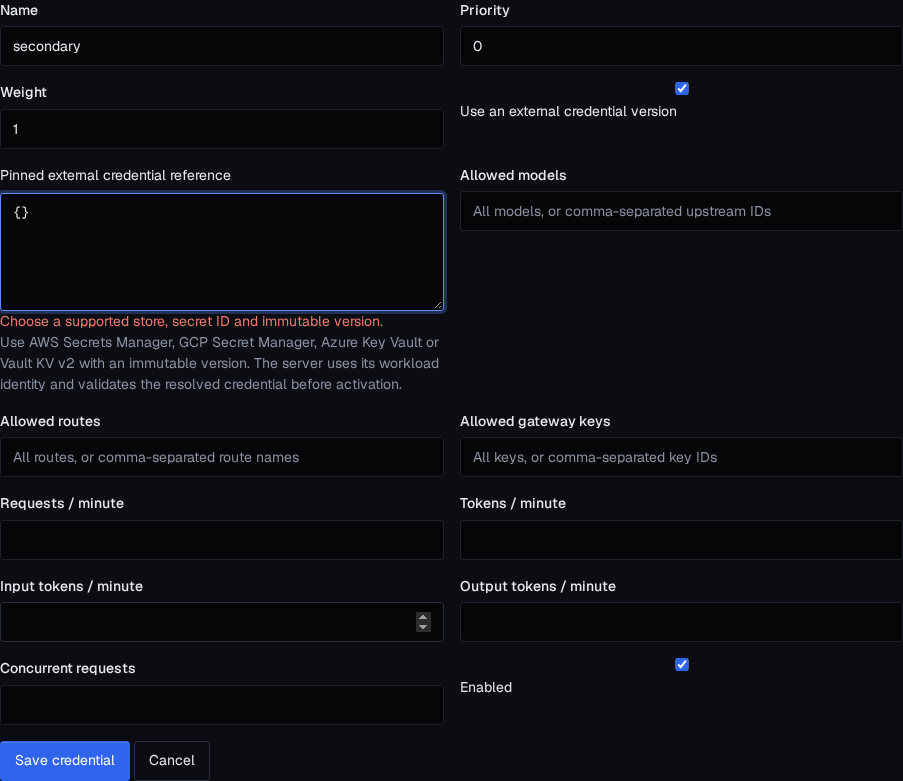 Name
Priority
secondary
0
Weight
Use an external credential version
1
Pinned external credential reference
Allowed models
{}
All models, or comma-separated upstream IDs
Choose a supported store, secret ID and immutable version.
Use AWS Secrets Manager, GCP Secret Manager, Azure Key Vault or
Vault KV v2 with an immutable version. The server uses its workload
identity and validates the resolved credential before activation.
Allowed routes
Allowed gateway keys
All routes, or comma-separated route names
All keys, or comma-separated key IDs
Requests / minute
Tokens / minute
Input tokens / minute
Output tokens / minute
Concurrent requests
Enabled
Save credential
Cancel